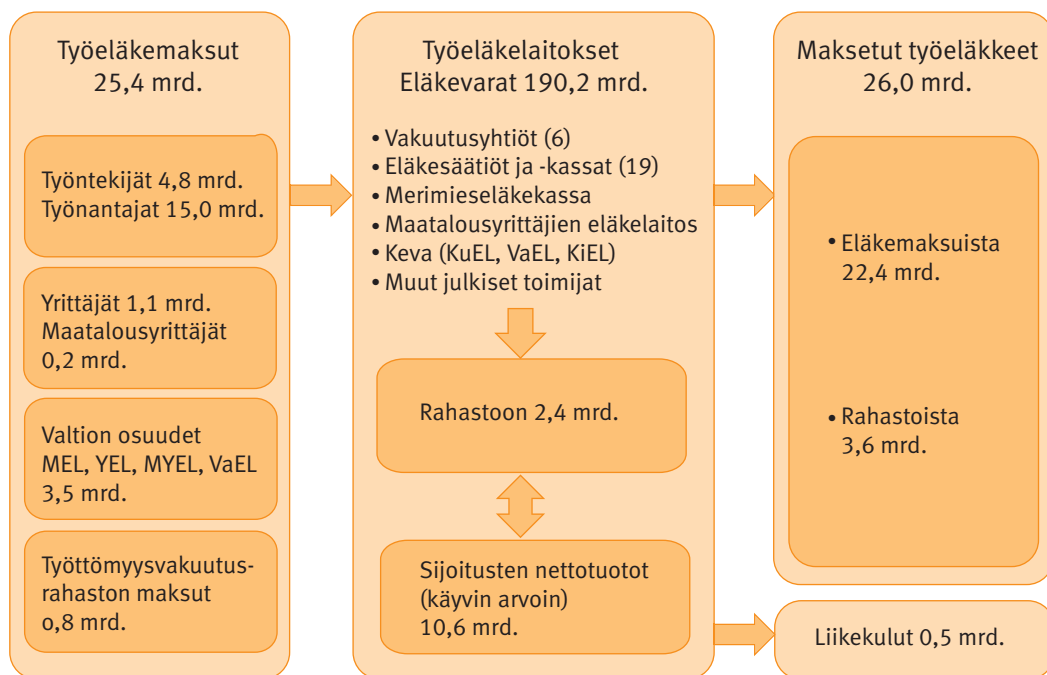 Työeläkemaksut
25,4 mrd.
Työntekijät 4,8 mrd.
Työnantajat 15,0 mrd.
Yrittäjät 1,1 mrd.
Maatalousyrittäjät
0,2 mrd.
Valtion osuudet
MEL, YEL, MYEL, VaEL
3,5 mrd.
Työttömyysvakuutus-
rahaston maksut
0,8 mrd.
Työeläkelaitokset
Eläkevarat 190,2 mrd.
• Vakuutusyhtiöt (6)
• Eläkesäätiöt ja -kassat (19)
• Merimieseläkekassa
• Maatalousyrittäjien eläkelaitos
• Keva (KuEL, VaEL, KiEL)
• Muut julkiset toimijat
Rahastoon 2,4 mrd.
Sijoitusten nettotuotot
(käyvin arvoin)
10,6 mrd.
Maksetut työeläkkeet
26,0 mrd.
• Eläkemaksuista
22,4 mrd.
• Rahastoista
3,6 mrd.
Liikekulut 0,5 mrd.